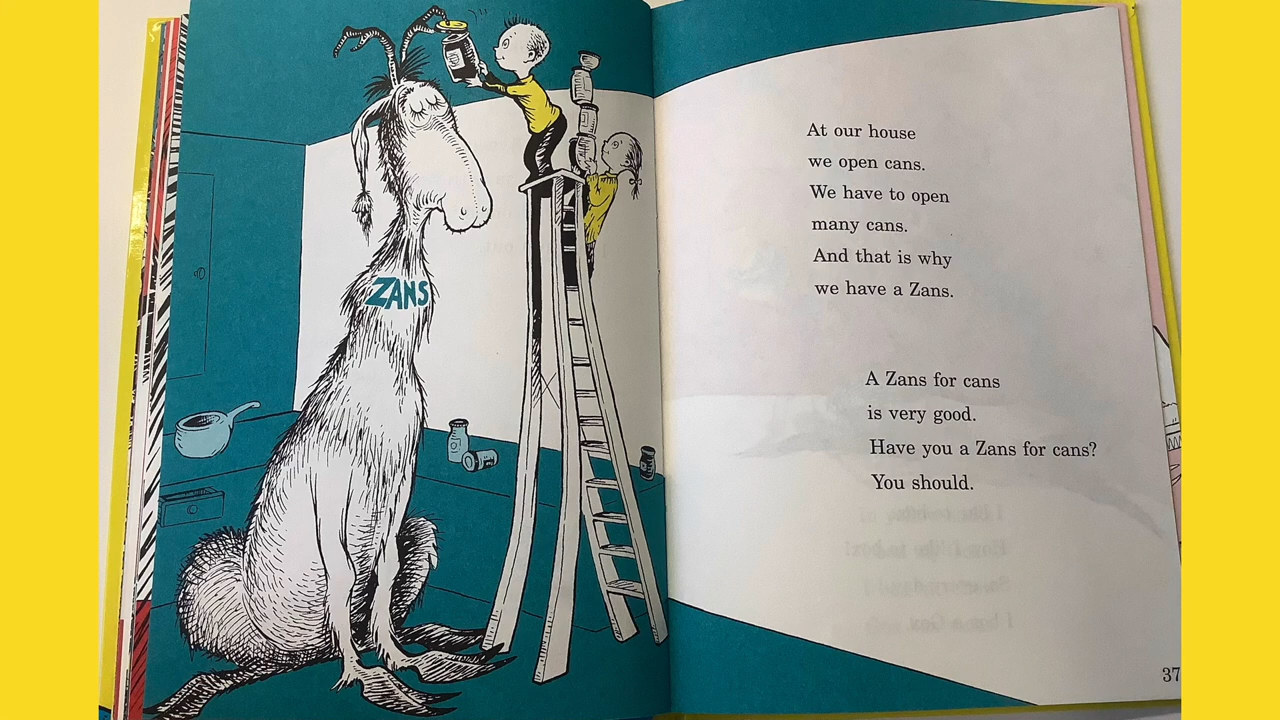 ZANS
At our house
we open cans.
We have to open
many cans.
And that is why
we have a Zans.
A Zans for cans
is very good.
Have you a Zans for cans?
You should.
37